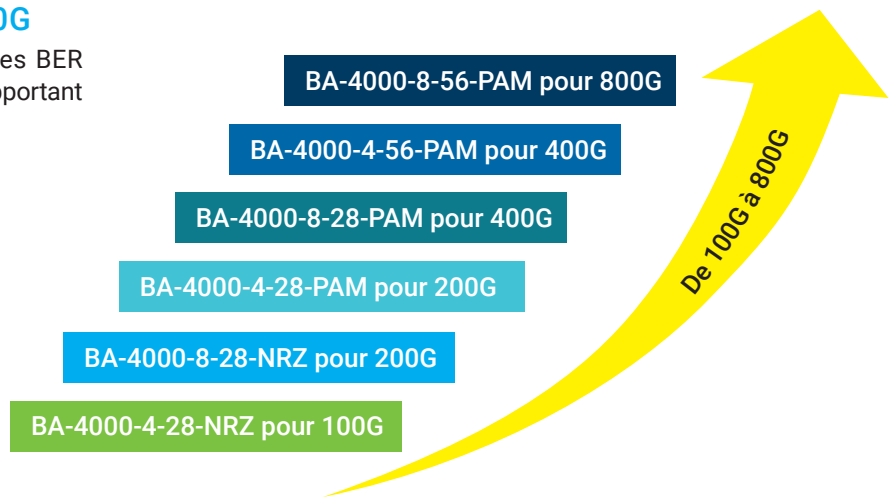 0G
es BER
portant
BA-4000-8-56-PAM pour 800G
BA-4000-4-56-PAM pour 400G
BA-4000-8-28-PAM pour 400G
BA-4000-4-28-PAM pour 200G
BA-4000-8-28-NRZ pour 200G
BA-4000-4-28-NRZ pour 100G
De 100G à 800G